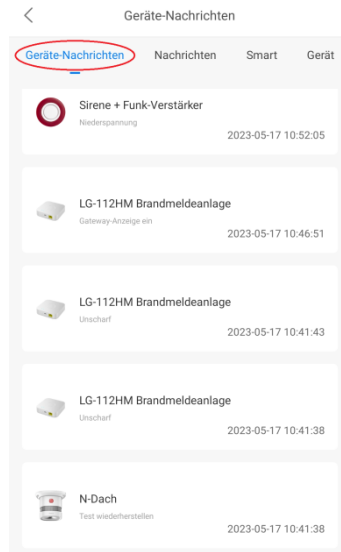 Geräte-Nachrichten
Geräte-Nachrichten Nachrichten Smart Gerät
Sirene + Funk-Verstärker
Niederspannung
2023-05-17 10:52:05
LG-112HM Brandmeldeanlage
Gateway-Anzeige ein
2023-05-17 10:46:51
LG-112HM Brandmeldeanlage
Unscharf
2023-05-17 10:41:43
LG-112HM Brandmeldeanlage
Unscharf
2023-05-17 10:41:38
N-Dach
Test wiederherstellen
2023-05-17 10:41:38